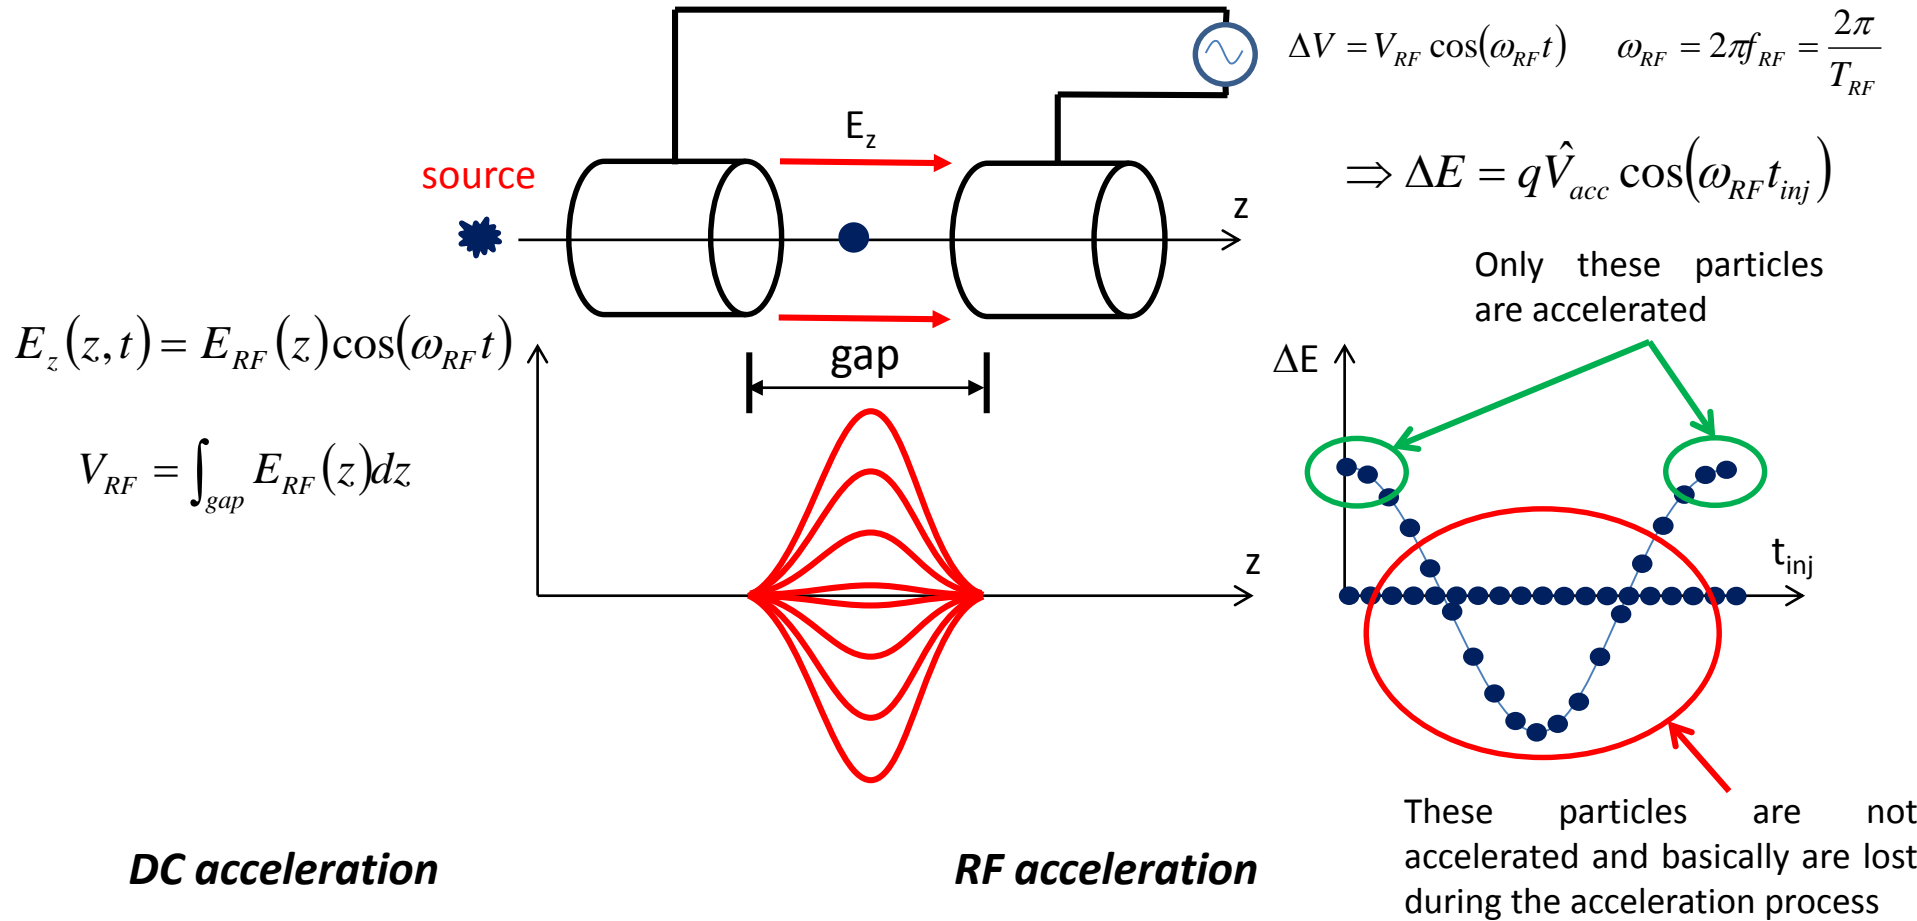 ΔV = V_RF cos(ω_RF t)    ω_RF = 2πf_RF = 2π/T_RF
E_z
⇒ ΔE = qV̂_acc cos(ω_RF t_inj)
source
z
Only these particles
are accelerated
E_z(z,t) = E_RF(z)cos(ω_RF t)
gap
ΔE
V_RF = ∫_gap E_RF(z)dz
z
t_inj
These particles are not
accelerated and basically are lost
during the acceleration process
DC acceleration
RF acceleration